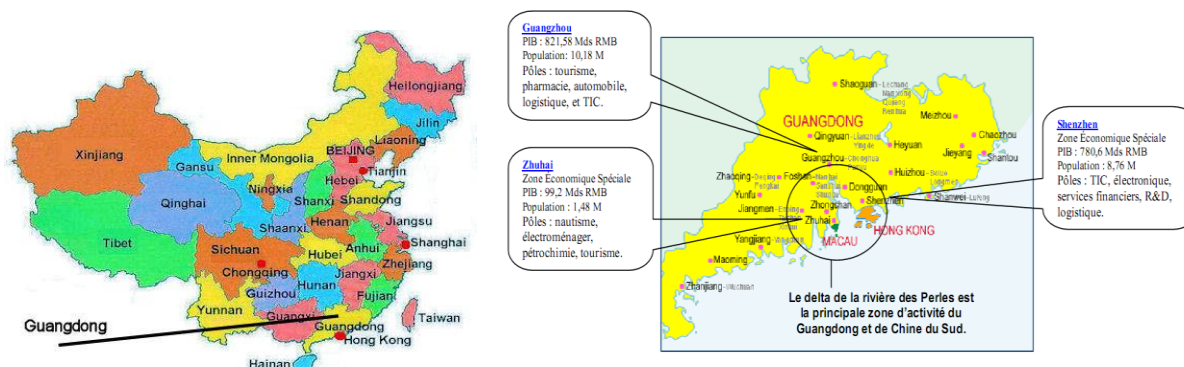 Heilongjiang
Jilin
Liaoning
Inner Mongolia
BEIJING
Tianjin
Xinjiang
Gansu
Hebei
Ningxia
Shanxi
Shandong
Qinghai
Shaanxi
Henan
Jiangsu
Tibet
Anhui
Shanghai
Sichuan
Hubei
Chongqing
Zhejiang
Hunan
Jiangxi
Guizhou
Fujian
Yunnan
Guangxi
Guangdong
Taiwan
Hong Kong
Hainan
Guangdong
Guangzhou
PIB : 821,58 Mds RMB
Population: 10,18 M
Pôles : tourisme,
pharmacie, automobile,
logistique, et TIC.
Zhuhai
Zone Économique Spéciale
PIB : 99,2 Mds RMB
Population : 1,48 M
Pôles : nautisme,
électroménager,
pétrochimie, tourisme.
Shenzhen
Zone Économique Spéciale
PIB : 780,6 Mds RMB
Population : 8,76 M
Pôles : TIC, électronique,
services financiers, R&D,
logistique.
Shaoguan
Meizhou
GUANGDONG
Qingyuan
Chaozhou
Heyuan
Jieyang
Shantou
Guangzhou
Zhaoqing
Foshan
Huizhou
Dongguan
Yunfu
Shanwei
Shenzhen
Jiangmen
Zhongshan
Zhuhai
HONG KONG
MACAU
Yangjiang
Maoming
Zhanjiang
Le delta de la rivière des Perles est
la principale zone d'activité du
Guangdong et de Chine du Sud.